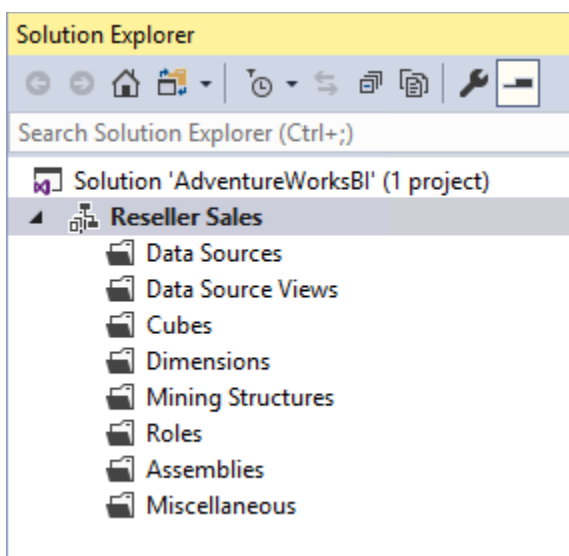 Solution Explorer
Search Solution Explorer (Ctrl+;)
Solution 'AdventureWorksBI' (1 project)
Reseller Sales
Data Sources
Data Source Views
Cubes
Dimensions
Mining Structures
Roles
Assemblies
Miscellaneous